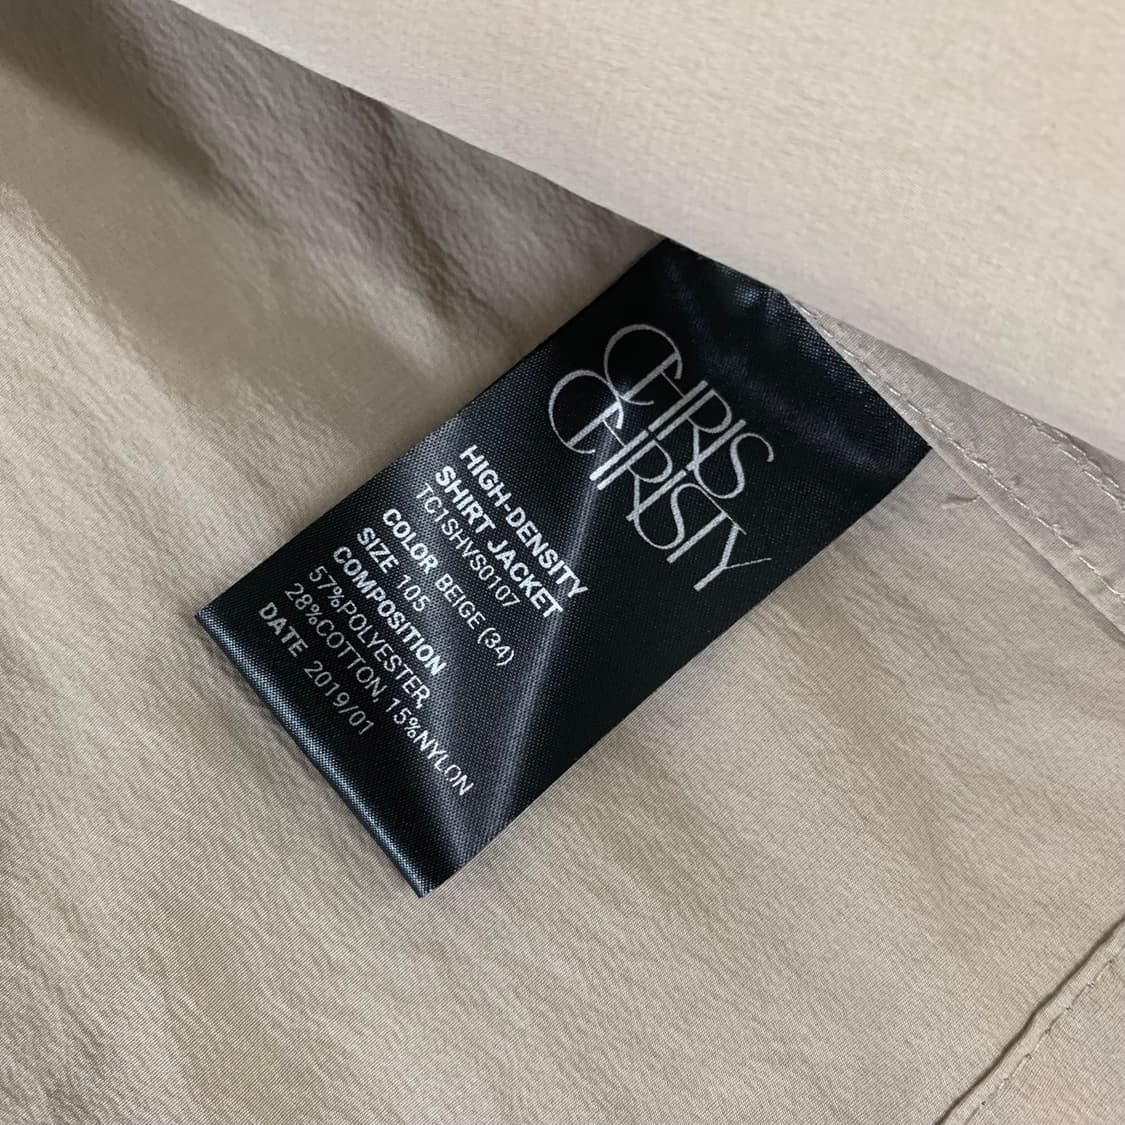 CHRIS
CHRISTY
HIGH-DENSITY
SHIRT JACKET
TC1SHVS0107
COLOR BEIGE (34)
SIZE 105
COMPOSITION
57%POLYESTER,
28%COTTON, 15%NYLON
DATE 2019/01